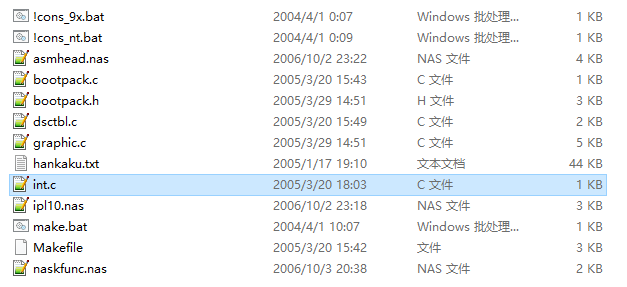 !cons_9x.bat 2004/4/1 0:07 Windows 批处理... 1 KB
!cons_nt.bat 2004/4/1 0:09 Windows 批处理... 1 KB
asmhead.nas 2006/10/2 23:22 NAS 文件 4 KB
bootpack.c 2005/3/20 15:43 C 文件 1 KB
bootpack.h 2005/3/29 14:51 H 文件 3 KB
dsctbl.c 2005/3/20 15:49 C 文件 2 KB
graphic.c 2005/3/29 14:51 C 文件 5 KB
hankaku.txt 2005/1/17 19:10 文本文档 44 KB
int.c 2005/3/20 18:03 C 文件 1 KB
ipl10.nas 2006/10/2 23:18 NAS 文件 3 KB
make.bat 2004/4/1 10:07 Windows 批处理... 1 KB
Makefile 2005/3/20 15:42 文件 3 KB
naskfunc.nas 2006/10/3 20:38 NAS 文件 2 KB